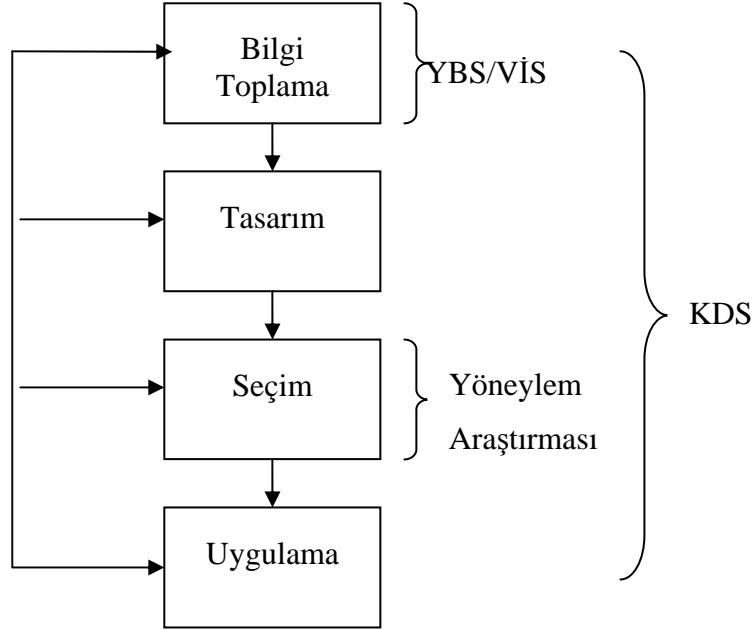 Bilgi
Toplama
YBS/VİS
Tasarım
KDS
Seçim
Yöneylem
Araştırması
Uygulama